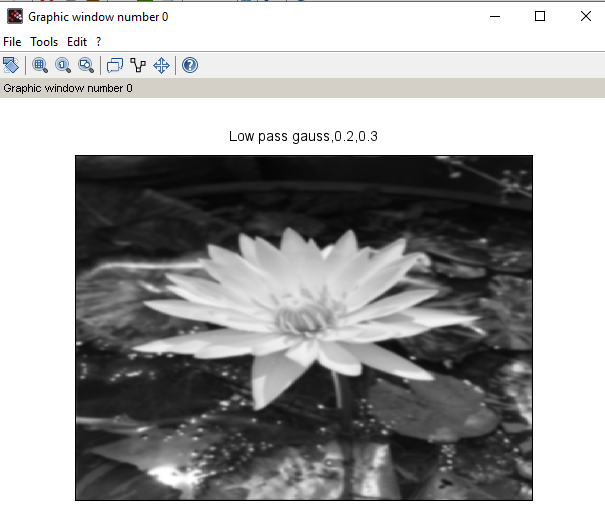 Graphic window number 0
File Tools Edit ?
Graphic window number 0
Low pass gauss,0.2,0.3